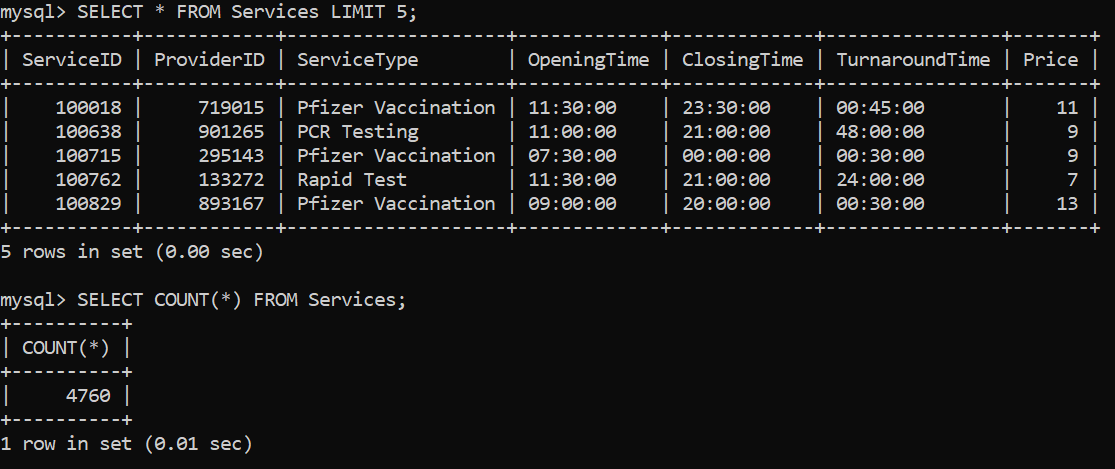 mysql> SELECT * FROM Services LIMIT 5;
+-----------+------------+--------------------+-------------+-------------+----------------+-------+
| ServiceID | ProviderID | ServiceType        | OpeningTime | ClosingTime | TurnaroundTime | Price |
+-----------+------------+--------------------+-------------+-------------+----------------+-------+
|    100018 |     719015 | Pfizer Vaccination | 11:30:00    | 23:30:00    | 00:45:00       |    11 |
|    100638 |     901265 | PCR Testing        | 11:00:00    | 21:00:00    | 48:00:00       |     9 |
|    100715 |     295143 | Pfizer Vaccination | 07:30:00    | 00:00:00    | 00:30:00       |     9 |
|    100762 |     133272 | Rapid Test         | 11:30:00    | 21:00:00    | 24:00:00       |     7 |
|    100829 |     893167 | Pfizer Vaccination | 09:00:00    | 20:00:00    | 00:30:00       |    13 |
+-----------+------------+--------------------+-------------+-------------+----------------+-------+
5 rows in set (0.00 sec)

mysql> SELECT COUNT(*) FROM Services;
+----------+
| COUNT(*) |
+----------+
|     4760 |
+----------+
1 row in set (0.01 sec)